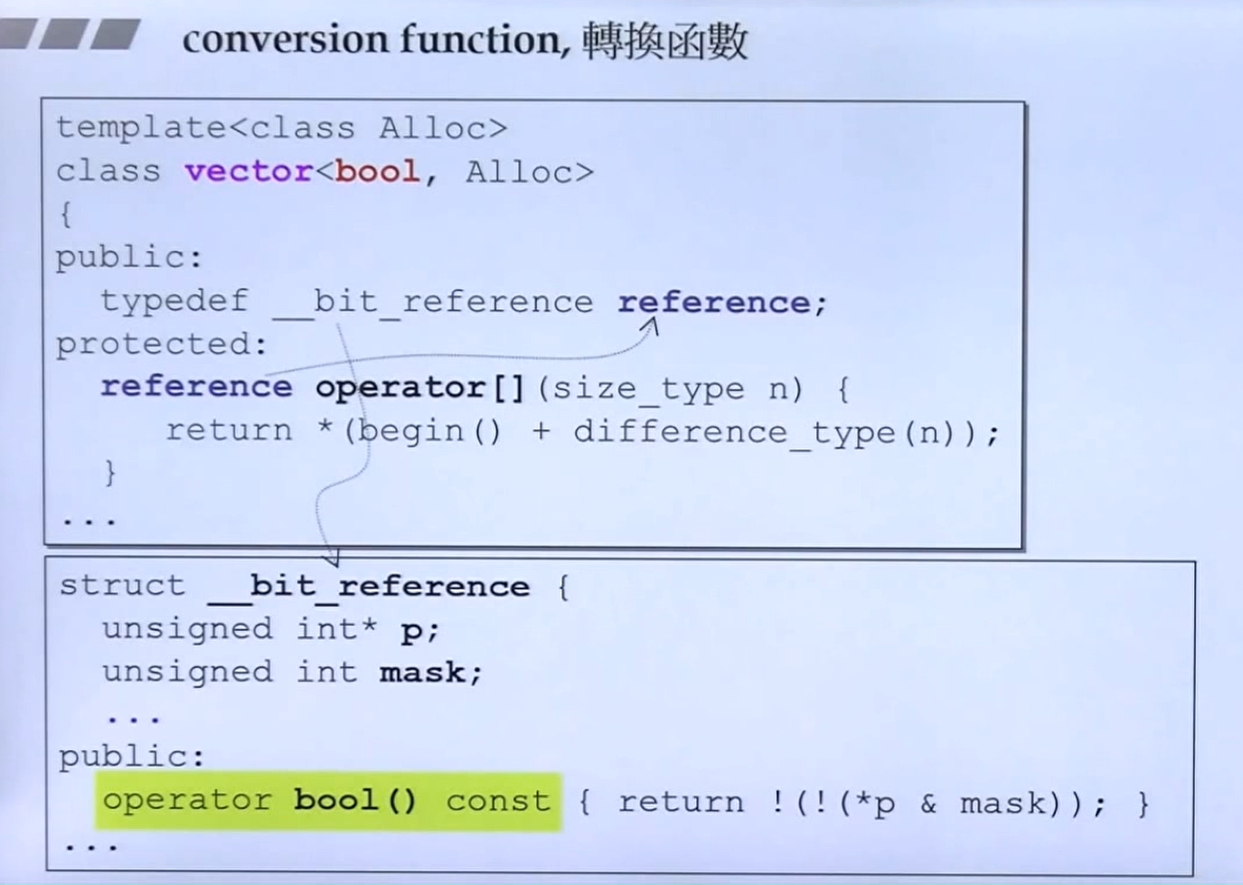 conversion function, 轉換函數
template<class Alloc>
class vector<bool, Alloc>
{
public:
typedef __bit_reference reference;
protected:
reference operator[](size_type n) {
return *(begin() + difference_type(n));
}
...
struct __bit_reference {
unsigned int* p;
unsigned int mask;
...
public:
operator bool() const { return !(!(*p & mask)); }
...